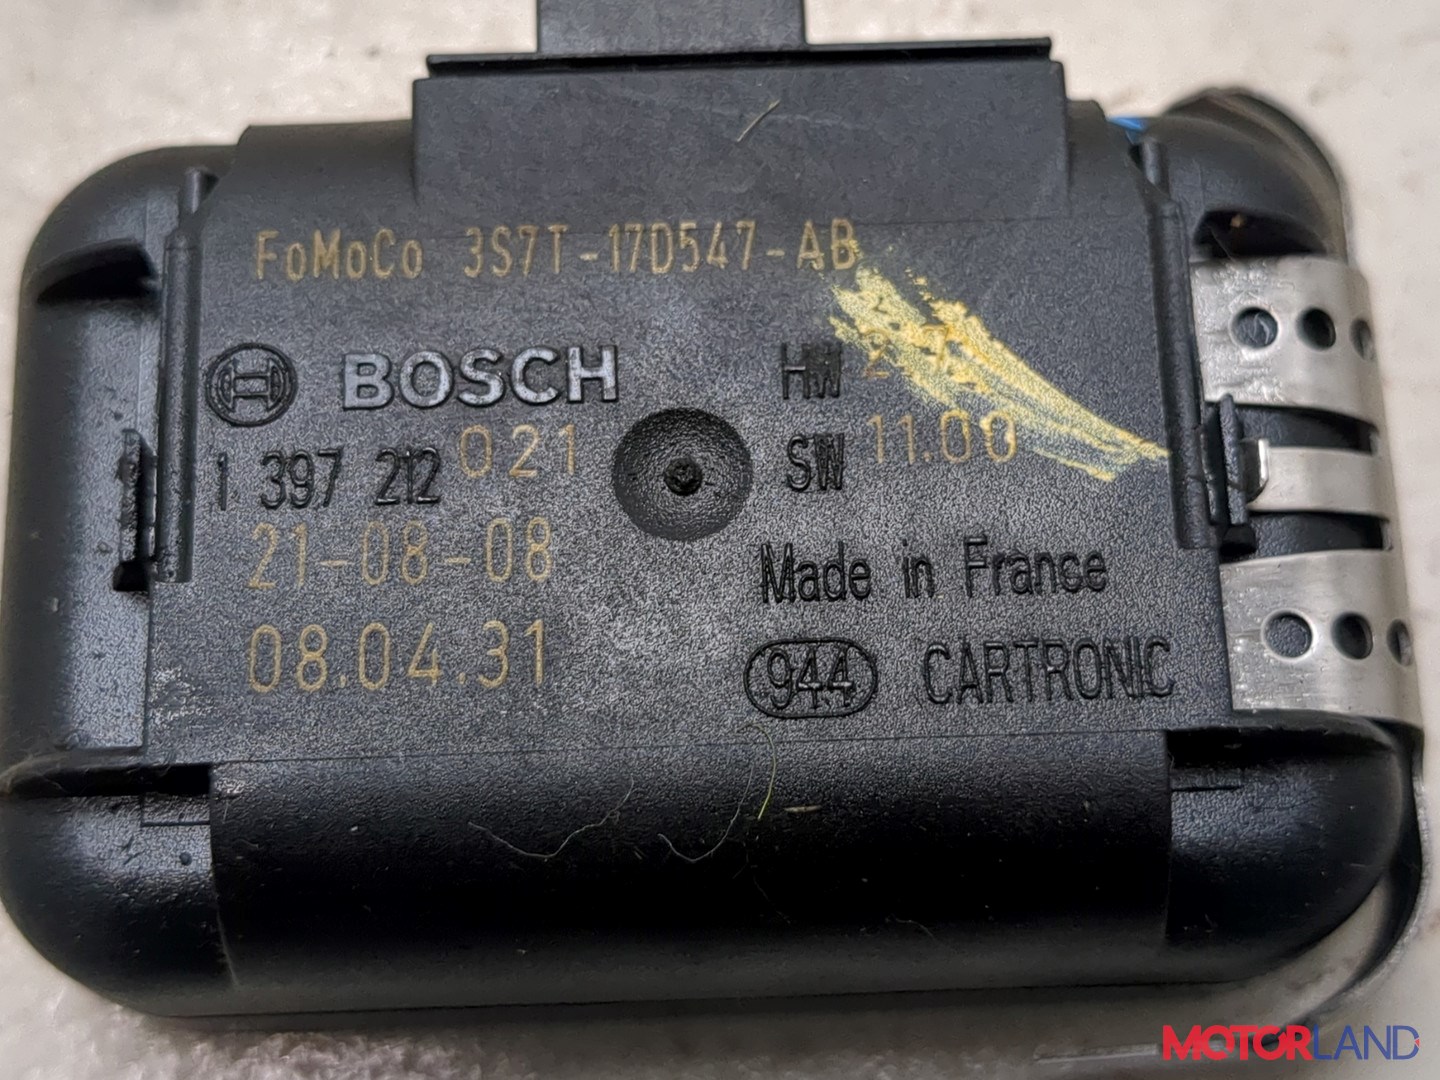 FoMoCo 3S7T-17D547-AB
BOSCH
HW
1 397 212 021
SW 11.00
21-08-08
Made in France
08.04.31
944 CARTRONIC
MOTORLAND